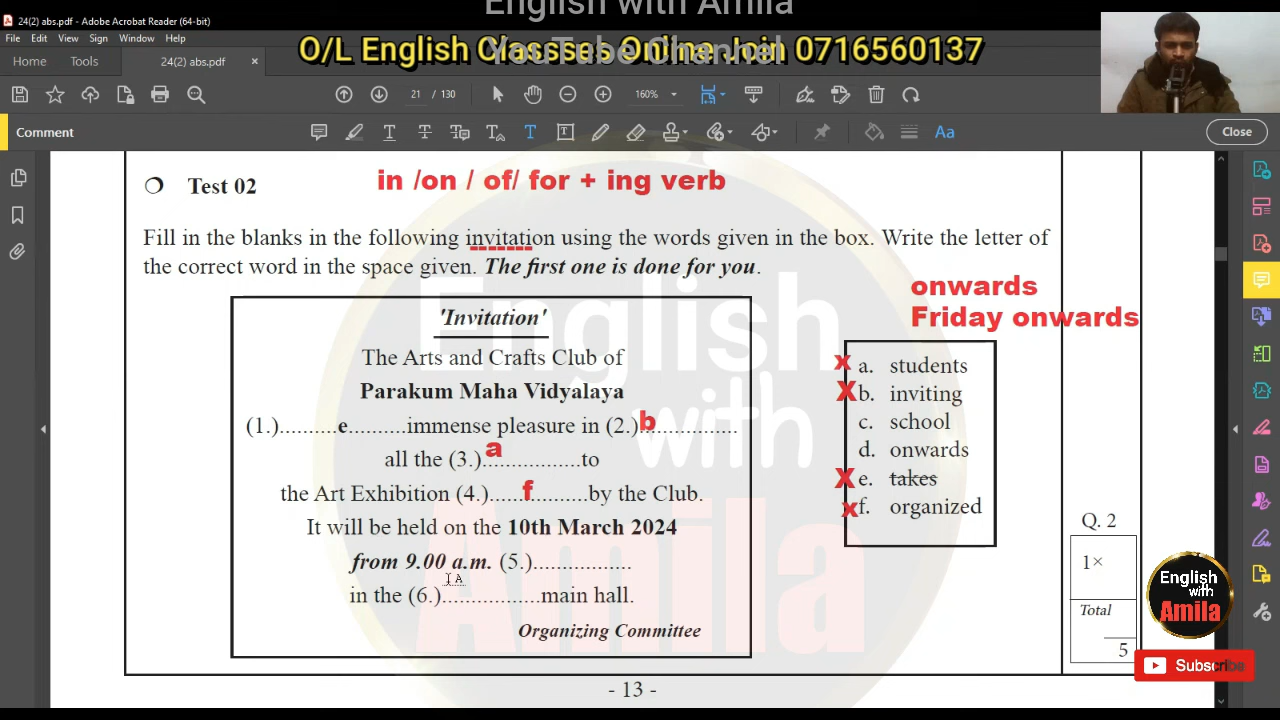 English with Amila
24(2) abs.pdf - Adobe Acrobat Reader (64-bit)
YouTube Channel
O/L English Classses Online Join 0716560137
File Edit View Sign Window Help
Home Tools 24(2) abs.pdf ×
21 / 130 160%
Comment Aa Close
Test 02
in /on / of/ for + ing verb
Fill in the blanks in the following invitation using the words given in the box. Write the letter of
the correct word in the space given. The first one is done for you.
onwards
Friday onwards
'Invitation'
The Arts and Crafts Club of
Parakum Maha Vidyalaya
(1.)..........e..........immense pleasure in (2.)b.................
all the (3.)a.................to
the Art Exhibition (4.)......f...........by the Club.
It will be held on the 10th March 2024
from 9.00 a.m. (5.).................
in the (6.).................main hall.
Organizing Committee
x a. students
X b. inviting
c. school
d. onwards
X e. takes
x f. organized
Q. 2
1×
Total
5
English with Amila
English
with
Amila
Subscribe
- 13 -